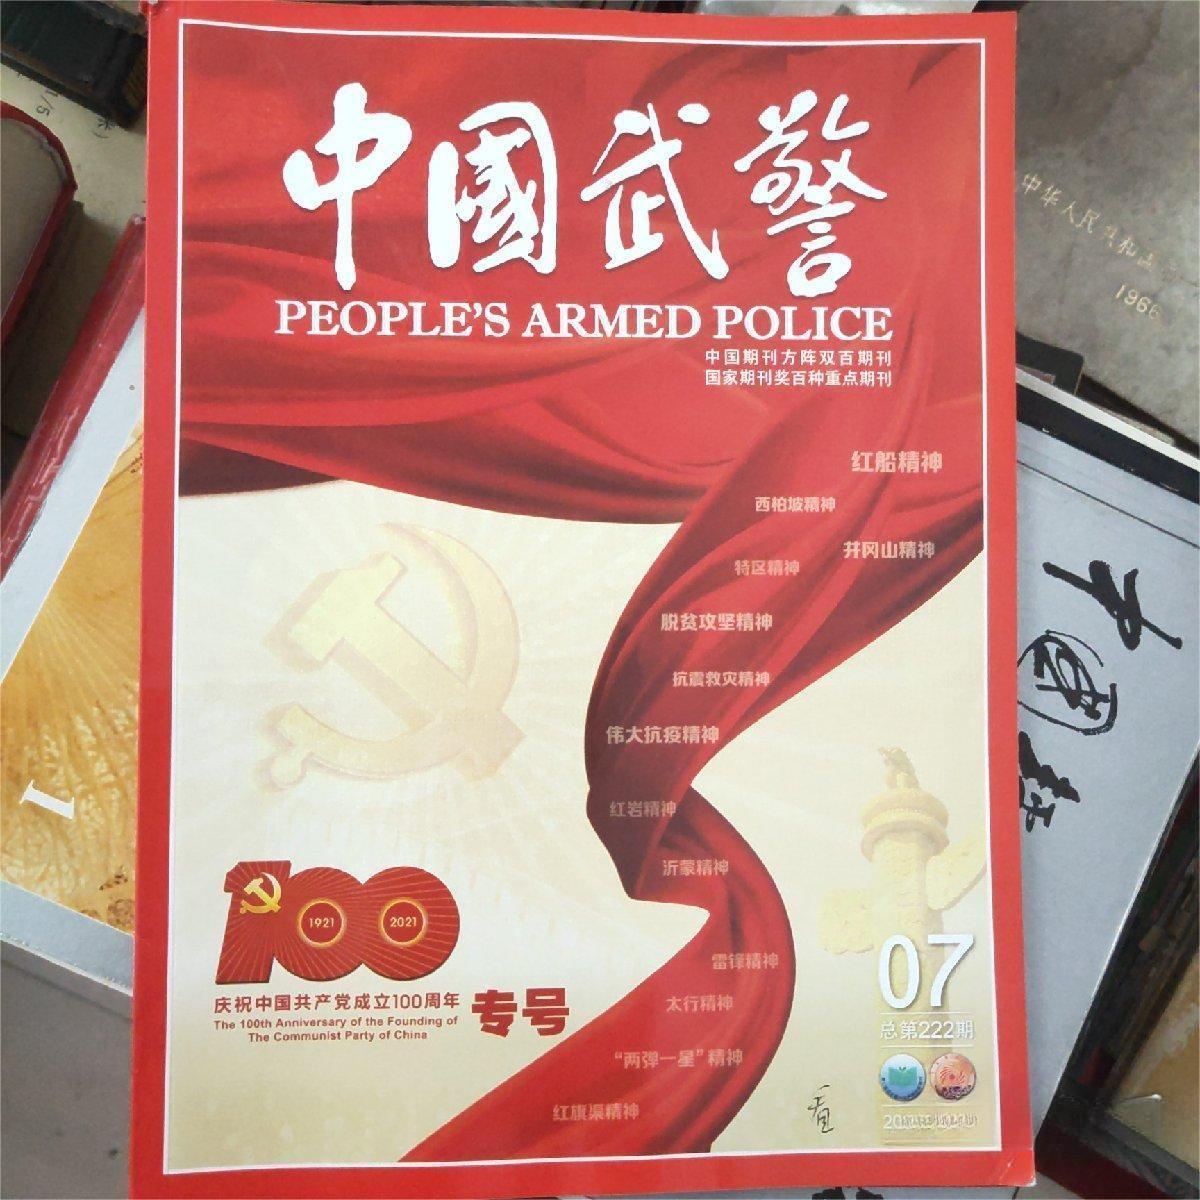 中國武警
PEOPLE'S ARMED POLICE
中国期刊方阵双百期刊
国家期刊奖百种重点期刊
红船精神
西柏坡精神
井冈山精神
特区精神
脱贫攻坚精神
抗震救灾精神
伟大抗疫精神
红岩精神
沂蒙精神
雷锋精神
太行精神
“两弹一星”精神
红旗渠精神
100
1921
2021
庆祝中国共产党成立100周年
The 100th Anniversary of the Founding of
The Communist Party of China
专号
07
总第222期
中华人民共和
1966
中国
1
1/5